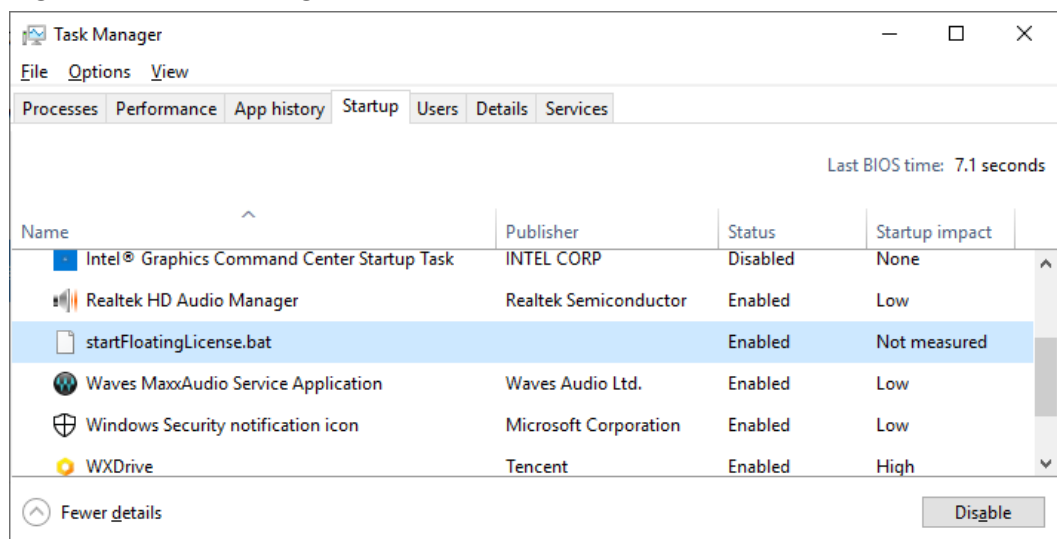 Task Manager
File Options View
Processes Performance App history Startup Users Details Services
Last BIOS time: 7.1 seconds
Name Publisher Status Startup impact
Intel® Graphics Command Center Startup Task INTEL CORP Disabled None
Realtek HD Audio Manager Realtek Semiconductor Enabled Low
startFloatingLicense.bat Enabled Not measured
Waves MaxxAudio Service Application Waves Audio Ltd. Enabled Low
Windows Security notification icon Microsoft Corporation Enabled Low
WXDrive Tencent Enabled High
Fewer details Disable